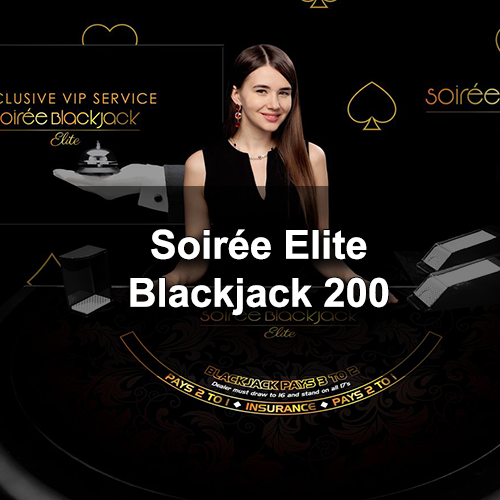 CLUSIVE VIP SERVICE
oirée Blackjack
Elite
Soirée
Soirée Elite
Blackjack 200
Soirée Blackjack
Elite
BLACKJACK PAYS 3 TO 2
Dealer must draw to 16 and stand on all 17's
PAYS 2 TO 1 ◆ INSURANCE ◆ PAYS 2 TO 1